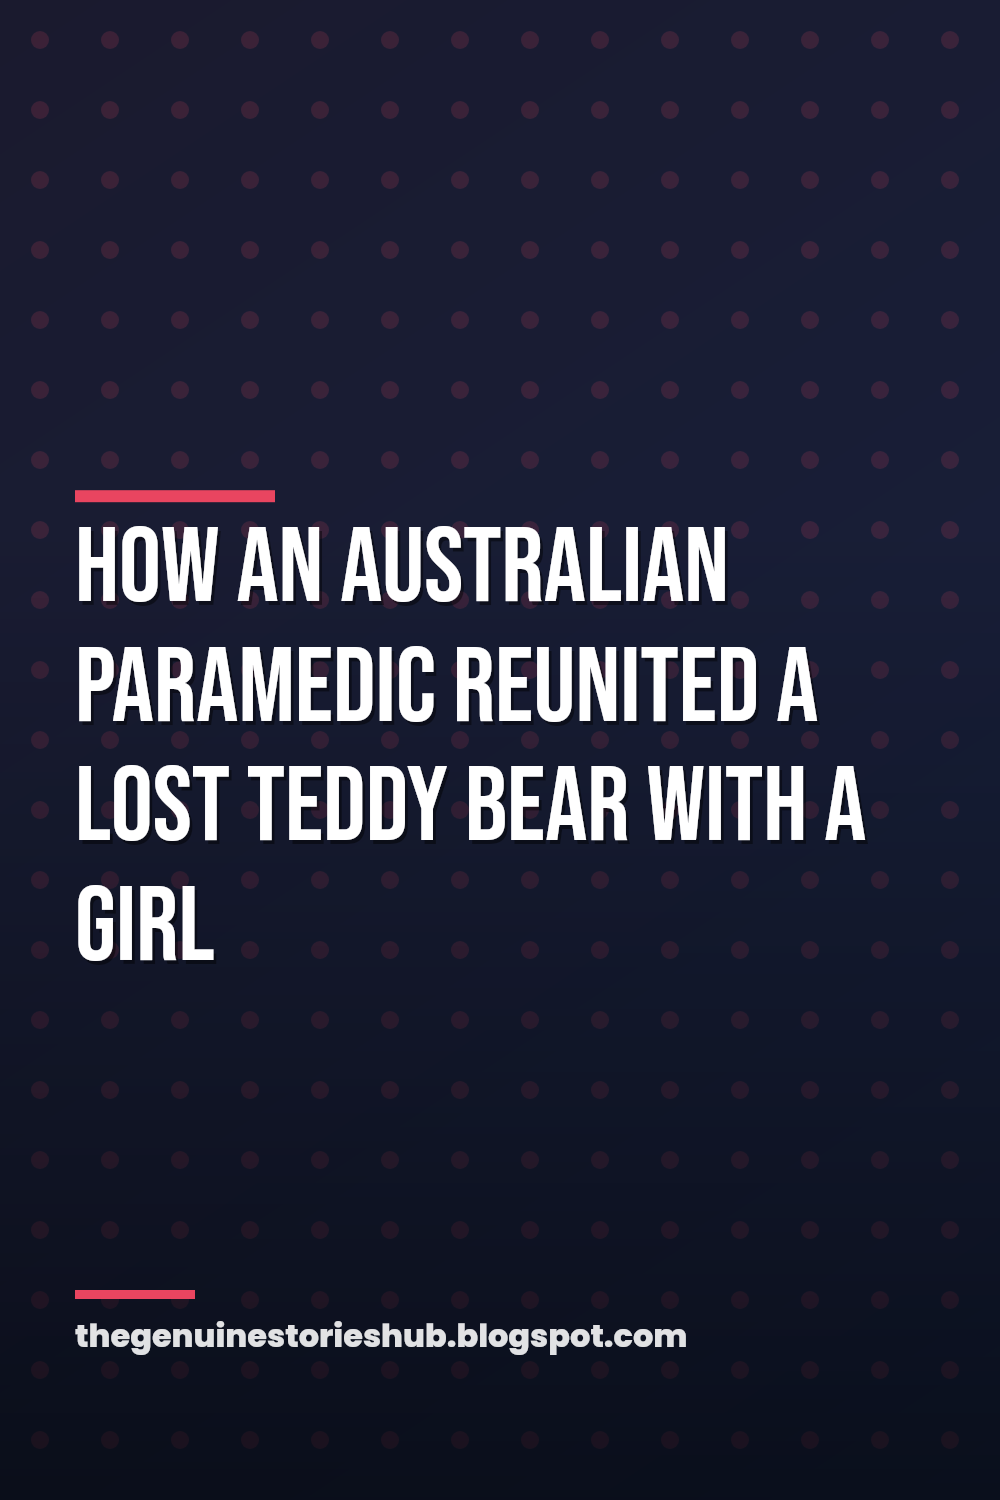 HOW AN AUSTRALIAN
PARAMEDIC REUNITED A
LOST TEDDY BEAR WITH A
GIRL
thegenuinestorieshub.blogspot.com